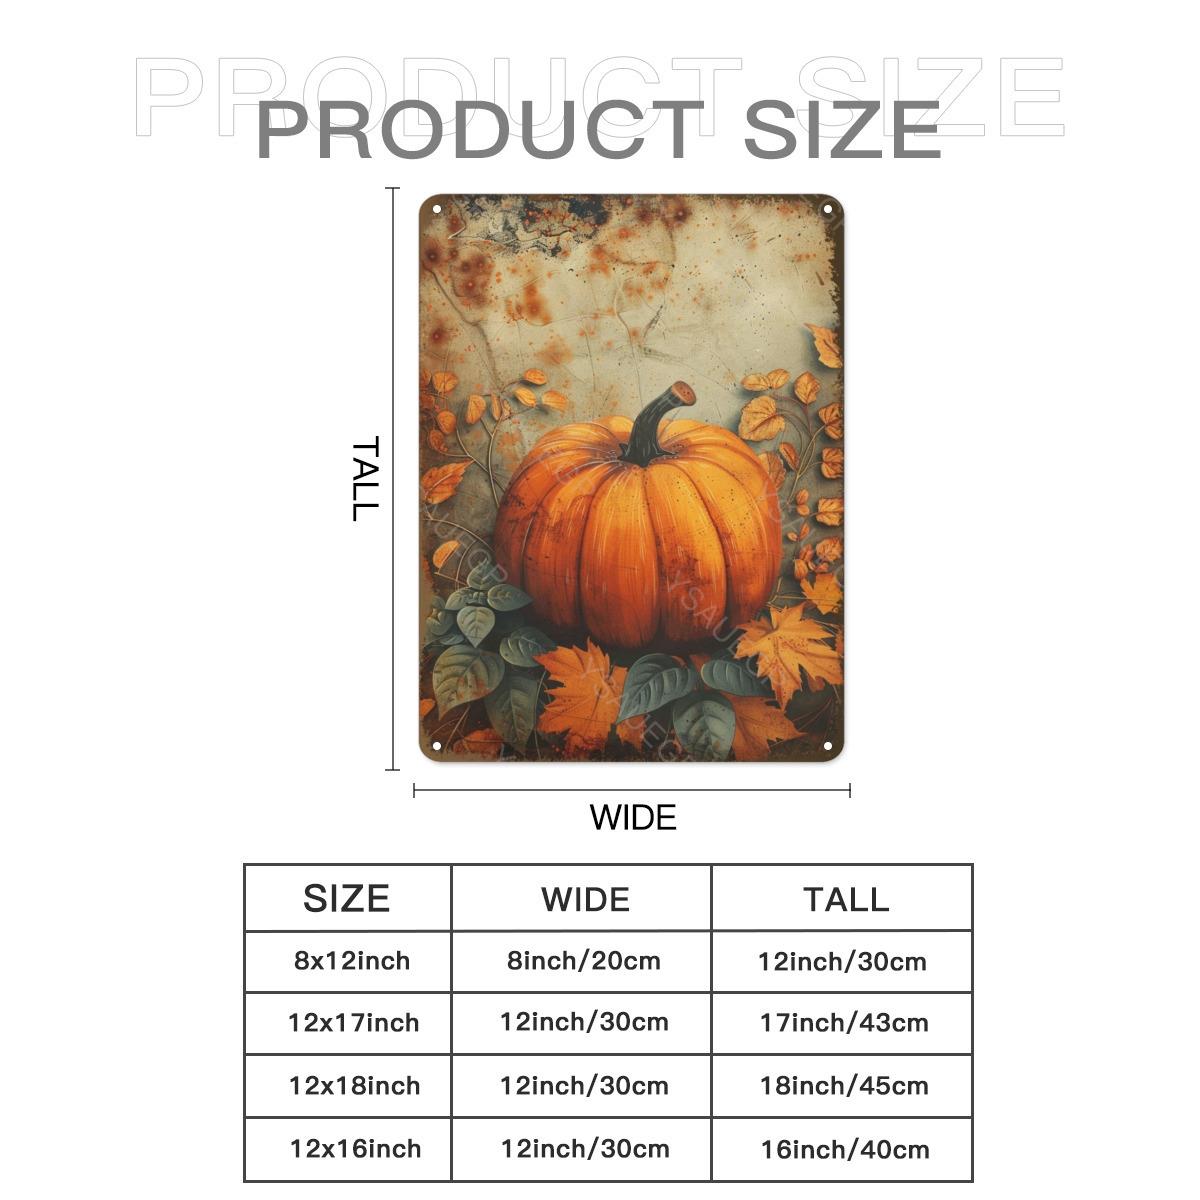 PRODUCT SIZE
PRODUCT SIZE
TALL
WIDE
SIZE WIDE TALL
8x12inch 8inch/20cm 12inch/30cm
12x17inch 12inch/30cm 17inch/43cm
12x18inch 12inch/30cm 18inch/45cm
12x16inch 12inch/30cm 16inch/40cm